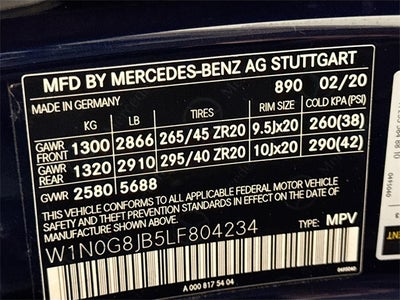 MFD BY MERCEDES-BENZ AG STUTTGART
MADE IN GERMANY 890 02/20
KG LB TIRES RIM SIZE COLD KPA(PSI)
GAWR FRONT 1300 2866 265/45 ZR20 9.5Jx20 260(38)
GAWR REAR 1320 2910 295/40 ZR20 10Jx20 290(42)
GVWR 2580 5688
THIS VEHICLE CONFORMS TO ALL APPLICABLE FEDERAL MOTOR VEHICLE
SAFETY STANDARDS AND THEFT PREVENTION STANDARDS
IN EFFECT ON THE DATE OF MANUFACTURE SHOWN ABOVE.
W1N0G8JB5LF804234 TYPE: MPV
A 000 817 54 04